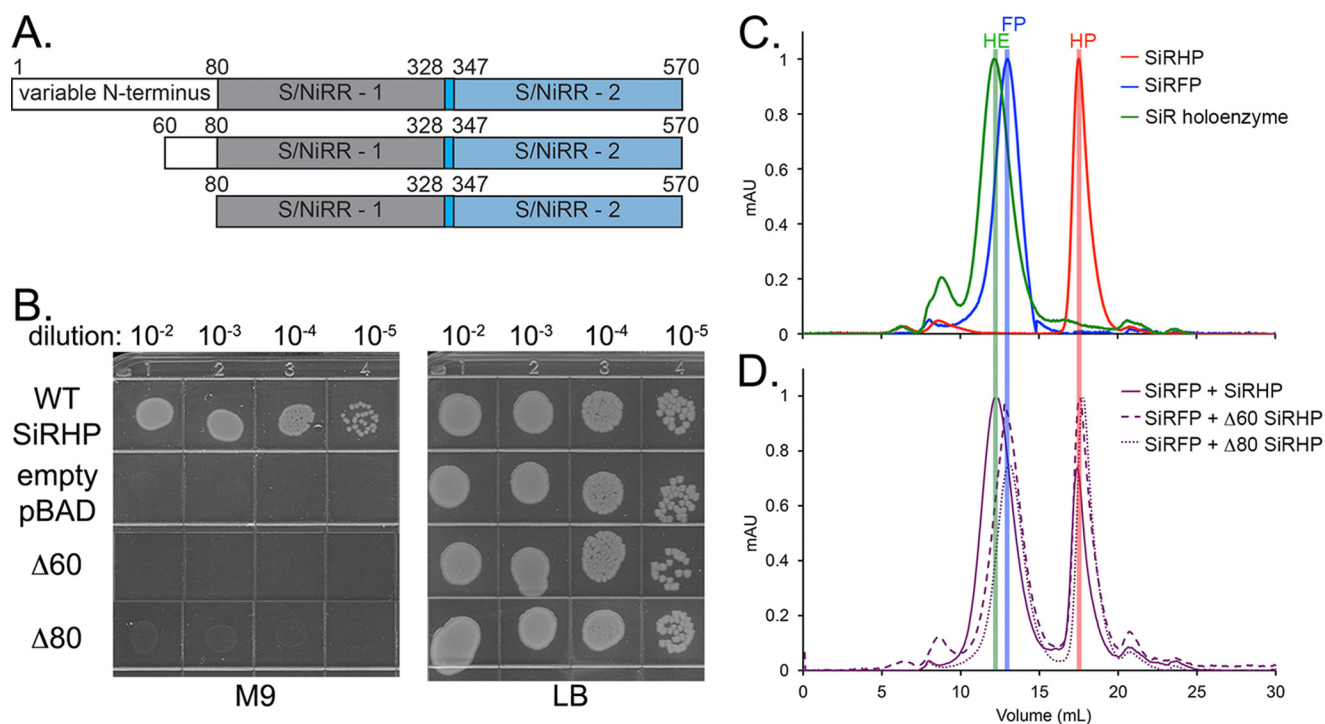 A.
1 80 328 347 570
variable N-terminus S/NiRR - 1 S/NiRR - 2
60 80 328 347 570
S/NiRR - 1 S/NiRR - 2
80 328 347 570
S/NiRR - 1 S/NiRR - 2
B.
dilution: 10-2 10-3 10-4 10-5 10-2 10-3 10-4 10-5
1 2 3 4 1 2 3 4
WT
SiRHP
empty
pBAD
Δ60
Δ80
M9 LB
C.
FP
HE HP
SiRHP
SiRFP
SiR holoenzyme
1
0.8
0.6
0.4
0.2
0
mAU
D.
SiRFP + SiRHP
SiRFP + Δ60 SiRHP
SiRFP + Δ80 SiRHP
1
0.8
0.6
0.4
0.2
0
mAU
0 5 10 15 20 25 30
Volume (mL)